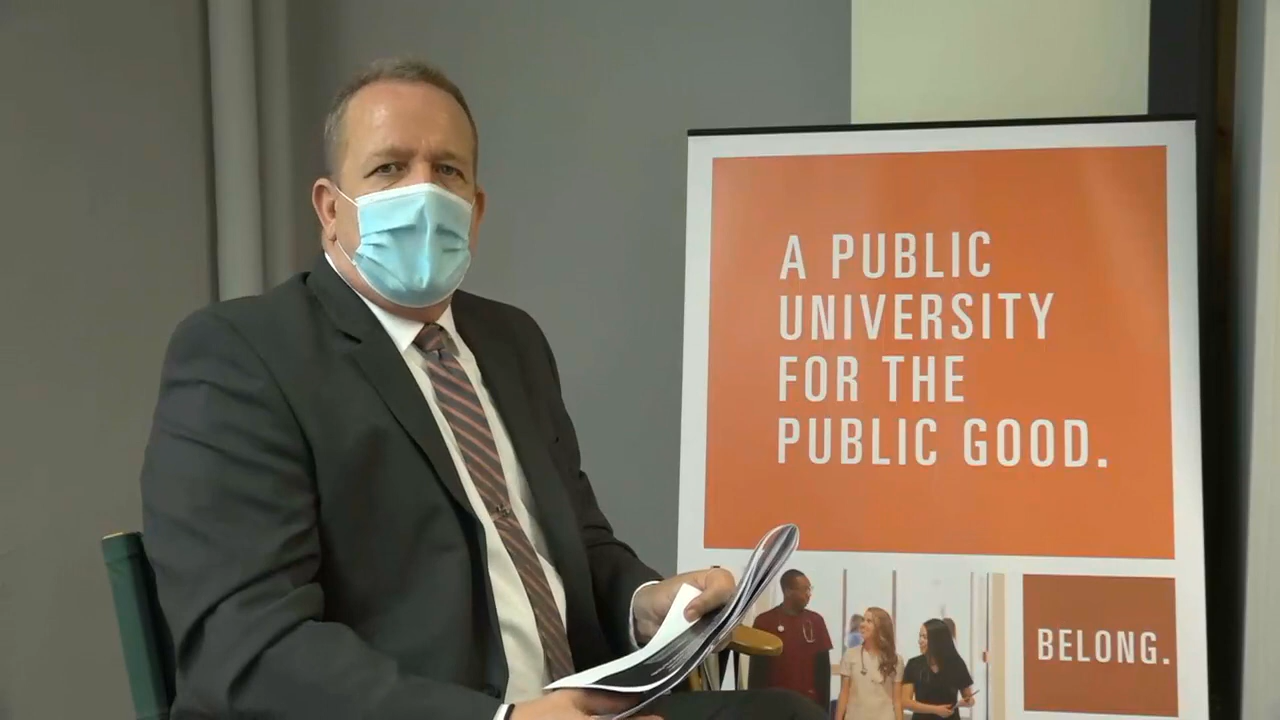 A PUBLIC
UNIVERSITY
FOR THE
PUBLIC GOOD.
BELONG.